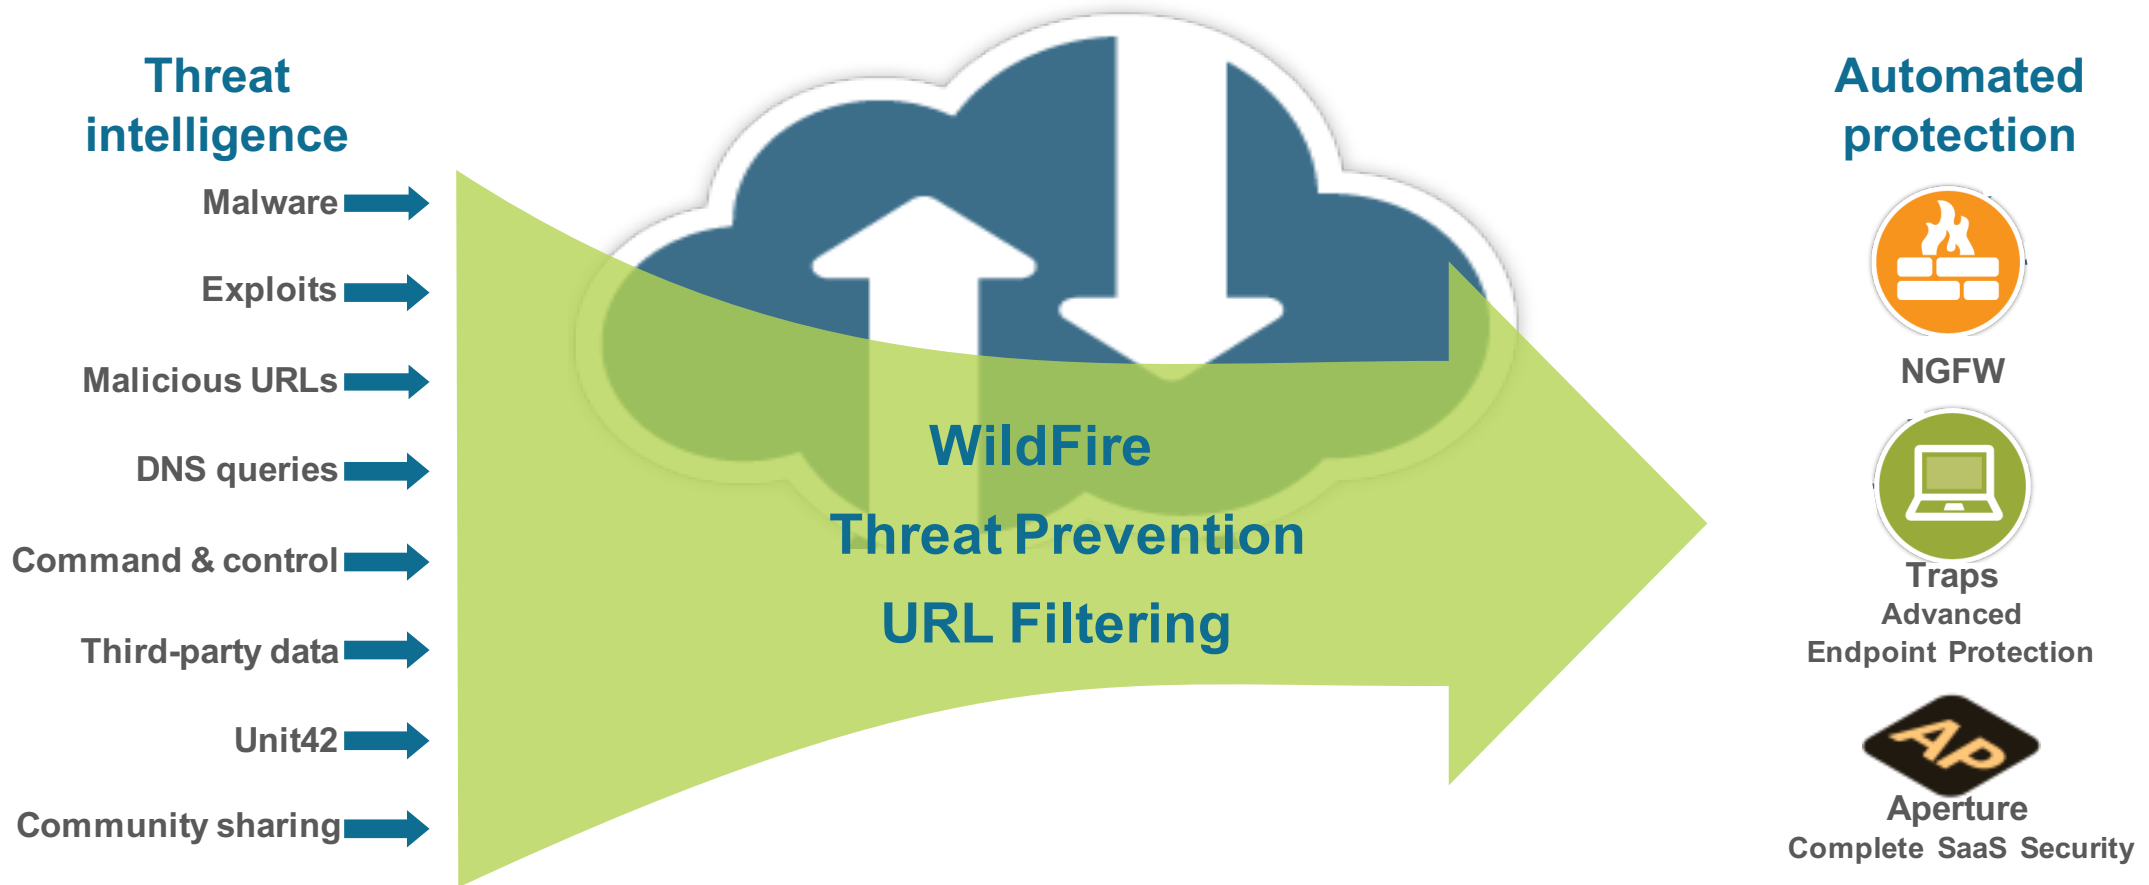 Threat
intelligence
Malware
Exploits
Malicious URLs
DNS queries
Command & control
Third-party data
Unit42
Community sharing
WildFire
Threat Prevention
URL Filtering
Automated
protection
NGFW
Traps
Advanced
Endpoint Protection
AP
Aperture
Complete SaaS Security